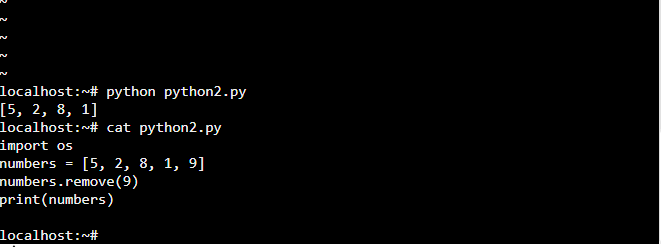 ~
~
~
~
~
localhost:~# python python2.py
[5, 2, 8, 1]
localhost:~# cat python2.py
import os
numbers = [5, 2, 8, 1, 9]
numbers.remove(9)
print(numbers)

localhost:~#